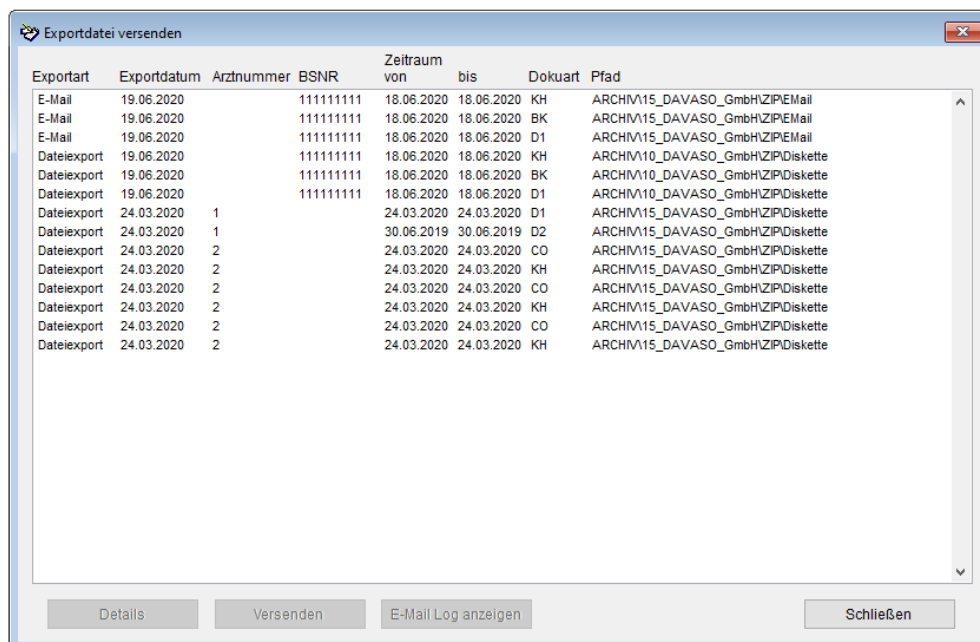 Exportdatei versenden
Zeitraum
Exportart Exportdatum Arztnummer BSNR von bis Dokuart Pfad
E-Mail 19.06.2020 111111111 18.06.2020 18.06.2020 KH ARCHIV\15_DAVASO_GmbH\ZIP\EMail
E-Mail 19.06.2020 111111111 18.06.2020 18.06.2020 BK ARCHIV\15_DAVASO_GmbH\ZIP\EMail
E-Mail 19.06.2020 111111111 18.06.2020 18.06.2020 D1 ARCHIV\15_DAVASO_GmbH\ZIP\EMail
Dateiexport 19.06.2020 111111111 18.06.2020 18.06.2020 KH ARCHIV\10_DAVASO_GmbH\ZIP\Diskette
Dateiexport 19.06.2020 111111111 18.06.2020 18.06.2020 BK ARCHIV\10_DAVASO_GmbH\ZIP\Diskette
Dateiexport 19.06.2020 111111111 18.06.2020 18.06.2020 D1 ARCHIV\10_DAVASO_GmbH\ZIP\Diskette
Dateiexport 24.03.2020 1 24.03.2020 24.03.2020 D1 ARCHIV\15_DAVASO_GmbH\ZIP\Diskette
Dateiexport 24.03.2020 1 30.06.2019 30.06.2019 D2 ARCHIV\15_DAVASO_GmbH\ZIP\Diskette
Dateiexport 24.03.2020 2 24.03.2020 24.03.2020 CO ARCHIV\15_DAVASO_GmbH\ZIP\Diskette
Dateiexport 24.03.2020 2 24.03.2020 24.03.2020 KH ARCHIV\15_DAVASO_GmbH\ZIP\Diskette
Dateiexport 24.03.2020 2 24.03.2020 24.03.2020 CO ARCHIV\15_DAVASO_GmbH\ZIP\Diskette
Dateiexport 24.03.2020 2 24.03.2020 24.03.2020 KH ARCHIV\15_DAVASO_GmbH\ZIP\Diskette
Dateiexport 24.03.2020 2 24.03.2020 24.03.2020 CO ARCHIV\15_DAVASO_GmbH\ZIP\Diskette
Dateiexport 24.03.2020 2 24.03.2020 24.03.2020 KH ARCHIV\15_DAVASO_GmbH\ZIP\Diskette
Details Versenden E-Mail Log anzeigen Schließen